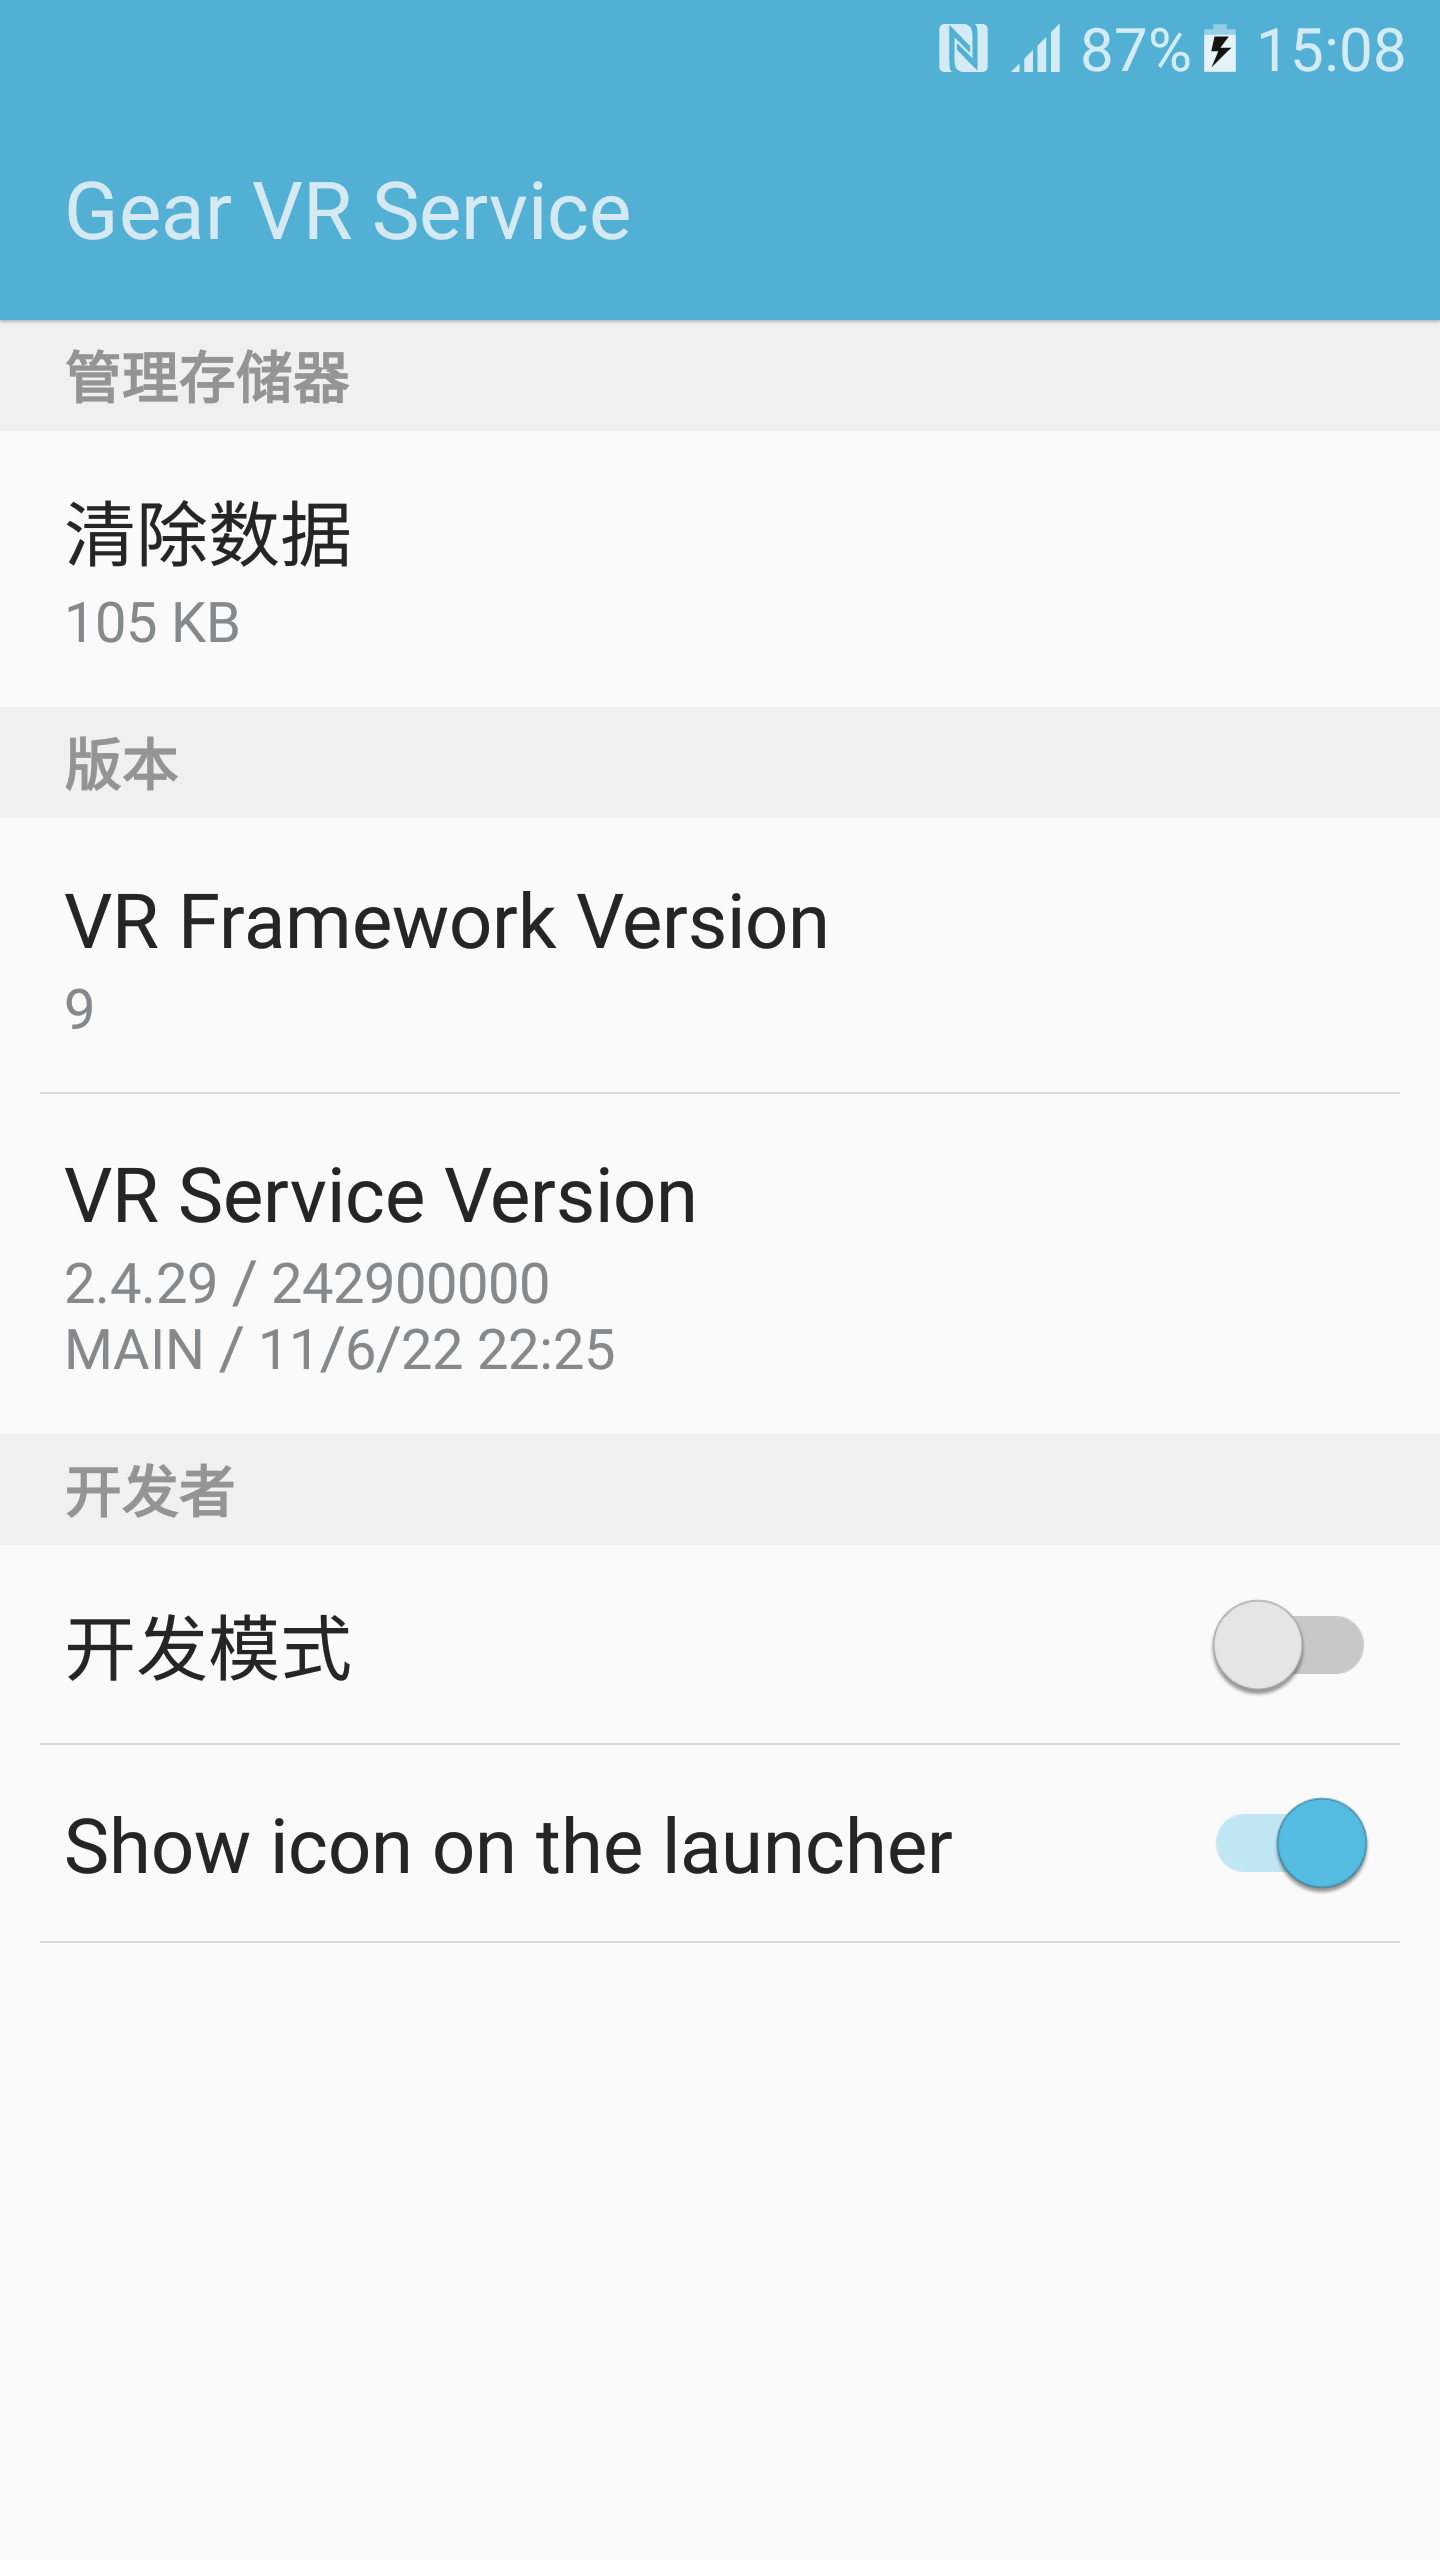 87% 15:08
Gear VR Service
管理存储器
清除数据
105 KB
版本
VR Framework Version
9
VR Service Version
2.4.29 / 242900000
MAIN / 11/6/22 22:25
开发者
开发模式
Show icon on the launcher